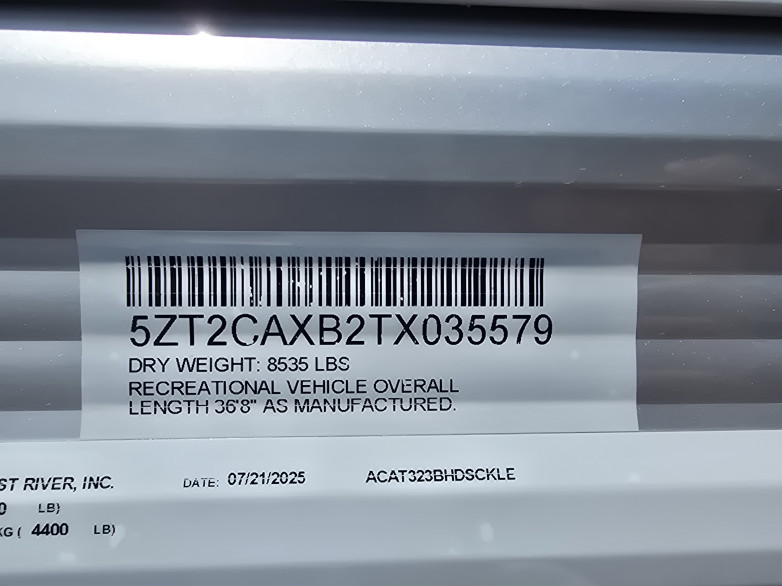 5ZT2CAXB2TX035579
DRY WEIGHT: 8535 LBS
RECREATIONAL VEHICLE OVERALL
LENGTH 36'8" AS MANUFACTURED.
RIVER, INC. DATE: 07/21/2025 ACAT323BHDSCKLE
LB)
KG ( 4400 LB)